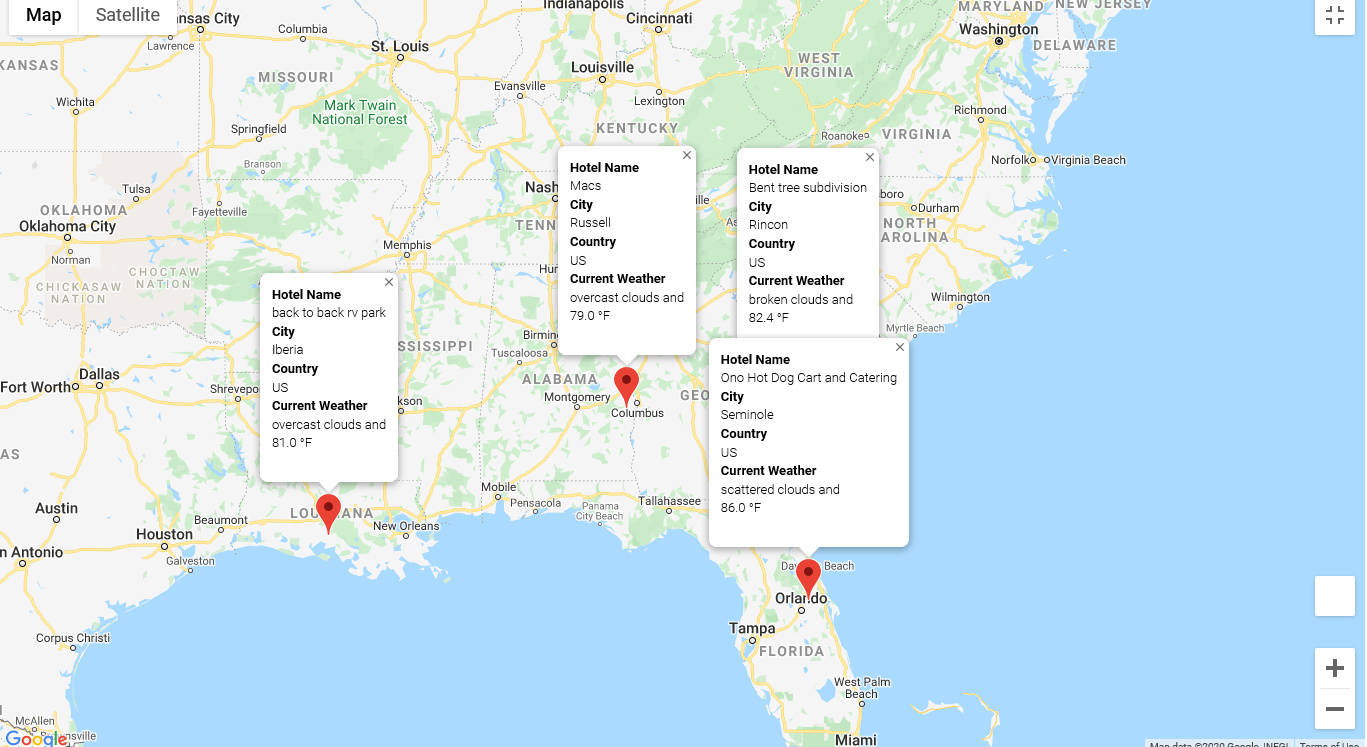 Map
Satellite
nsas City
Columbia
Lawrence
St. Louis
Indianapolis
Cincinnati
MARYLAND
NEW JERSEY
Washington
DELAWARE
KANSAS
MISSOURI
Louisville
WEST
VIRGINIA
Wichita
Evansville
Lexington
Mark Twain
National Forest
Springfield
KENTUCKY
Richmond
Roanoke
VIRGINIA
Branson
Norfolk
Virginia Beach
Tulsa
OKLAHOMA
Oklahoma City
Fayetteville
Nash
boro
Durham
NORTH
AROLINA
TENN
Norman
Memphis
CHOCTAW
NATION
CHICKASAW
NATION
Hun
Wilmington
Myrtle Beach
Hotel Name
Macs
City
Russell
Country
US
Current Weather
overcast clouds and
79.0 °F
Hotel Name
Bent tree subdivision
City
Rincon
Country
US
Current Weather
broken clouds and
82.4 °F
Hotel Name
back to back rv park
City
Iberia
Country
US
Current Weather
overcast clouds and
81.0 °F
Hotel Name
Ono Hot Dog Cart and Catering
City
Seminole
Country
US
Current Weather
scattered clouds and
86.0 °F
SSISSIPPI
Birming
Tuscaloosa
Dallas
Fort Worth
Shrevepo
kson
ALABAMA
Montgomery
Columbus
GEO
AS
Austin
Houston
Beaumont
LOUISIANA
New Orleans
Mobile
Pensacola
Panama
City Beach
Tallahassee
n Antonio
Galveston
Day
Beach
Orlando
Tampa
FLORIDA
Corpus Christi
West Palm
Beach
McAllen
nsville
Miami
Google
Map data ©2020 Google, INEGI
Terms of Use